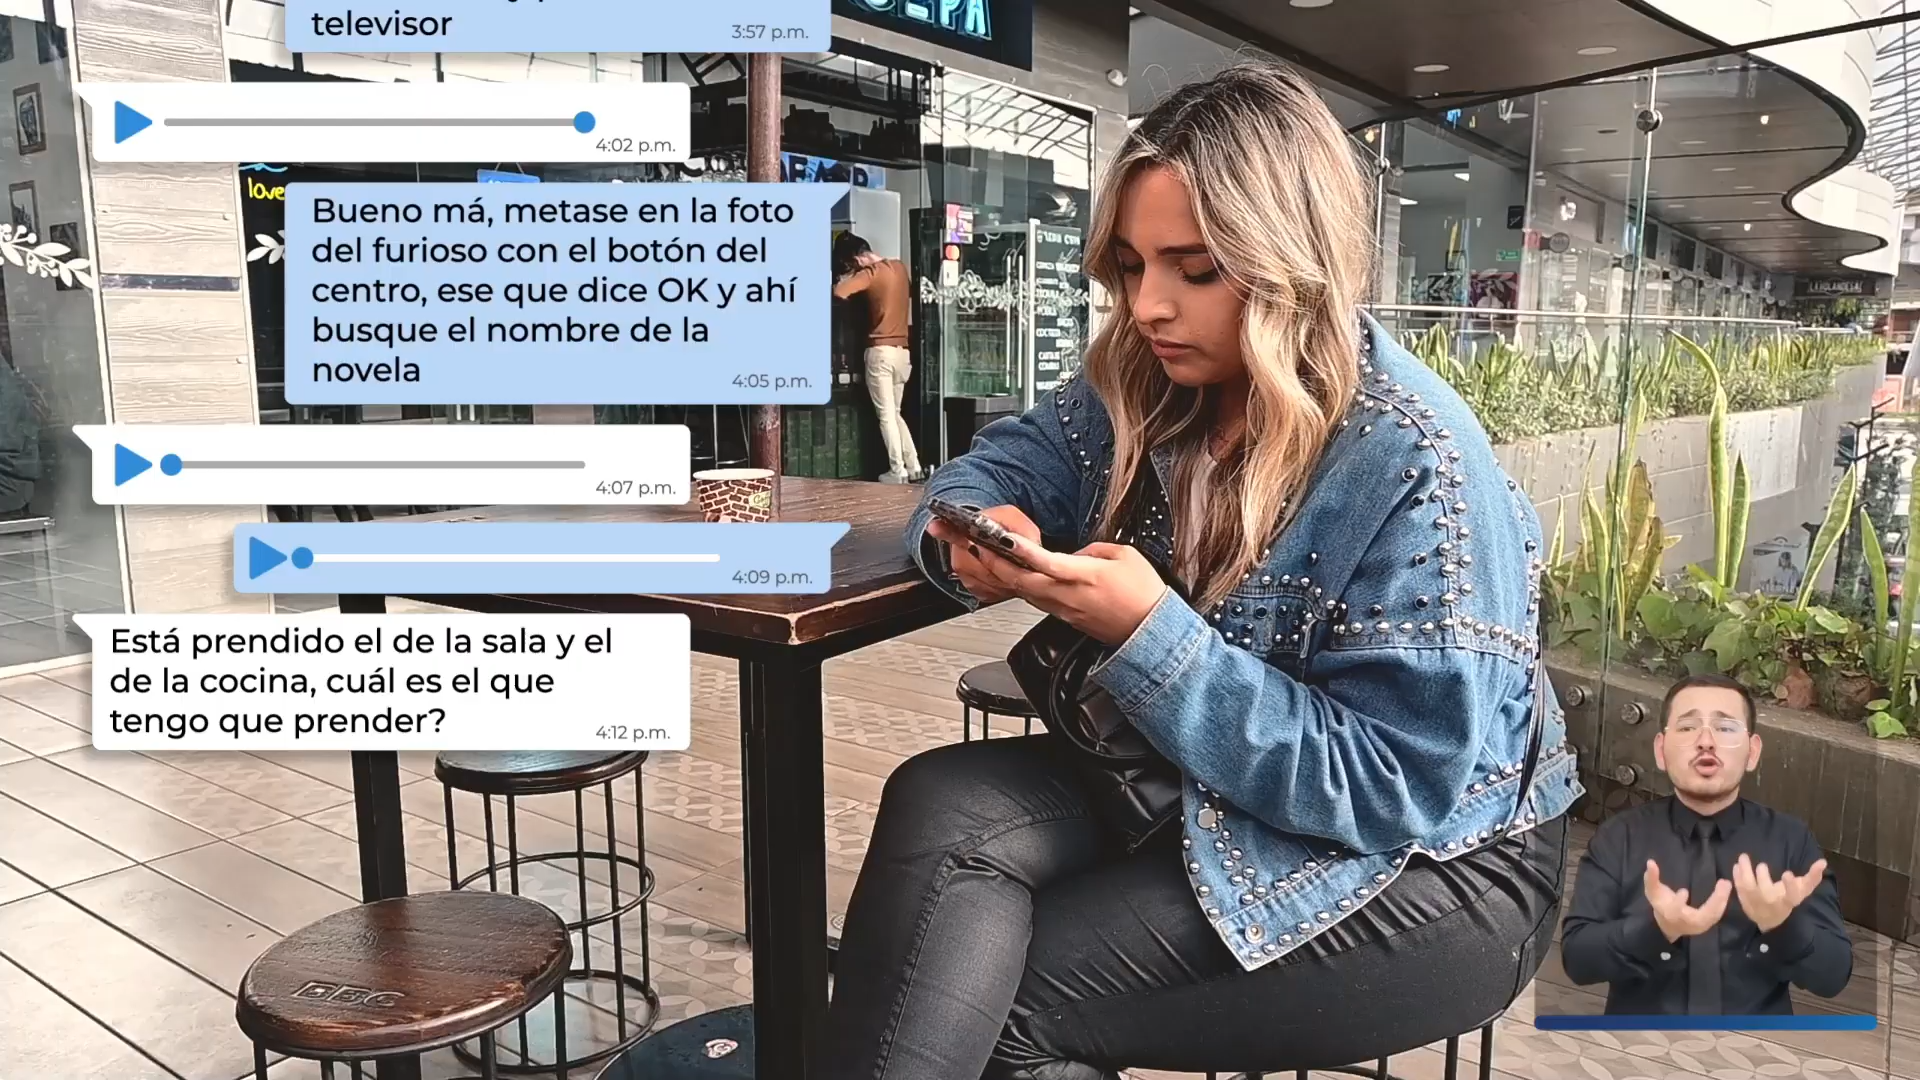 televisor
3:57 p.m.
4:02 p.m.
love
Bueno má, metase en la foto
del furioso con el botón del
centro, ese que dice OK y ahí
busque el nombre de la
novela
4:05 p.m.
4:07 p.m.
4:09 p.m.
Está prendido el de la sala y el
de la cocina, cuál es el que
tengo que prender?
4:12 p.m.
BBC